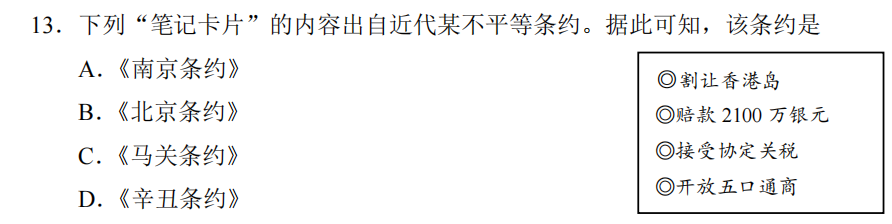 13．下列“笔记卡片”的内容出自近代某不平等条约。据此可知，该条约是
A．《南京条约》
B．《北京条约》
C．《马关条约》
D．《辛丑条约》
◎割让香港岛
◎赔款 2100 万银元
◎接受协定关税
◎开放五口通商